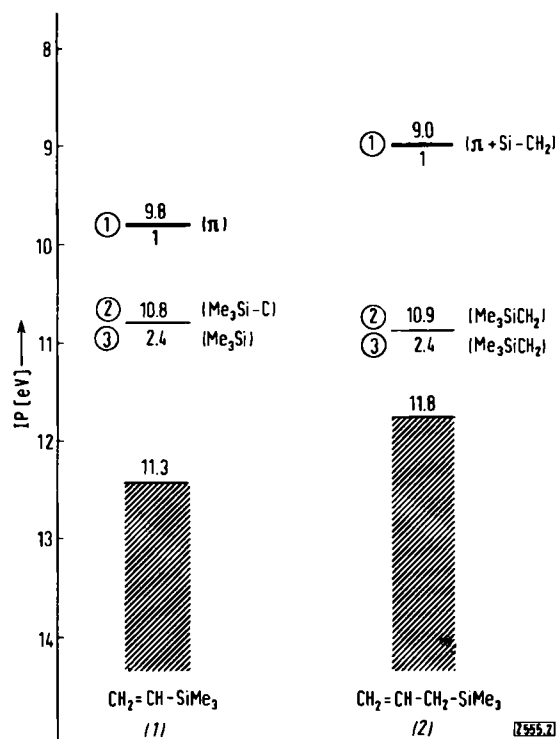 8
9
10
11
12
13
14
IP [eV]
① 9.8 (π)
1
② 10.8 (Me₃Si-C)
③ 2.4 (Me₃Si)
11.3
CH₂=CH-SiMe₃
(1)
① 9.0 (π+Si-CH₂)
1
② 10.9 (Me₃SiCH₂)
③ 2.4 (Me₃SiCH₂)
11.8
CH₂=CH-CH₂-SiMe₃
(2)
Z555.2